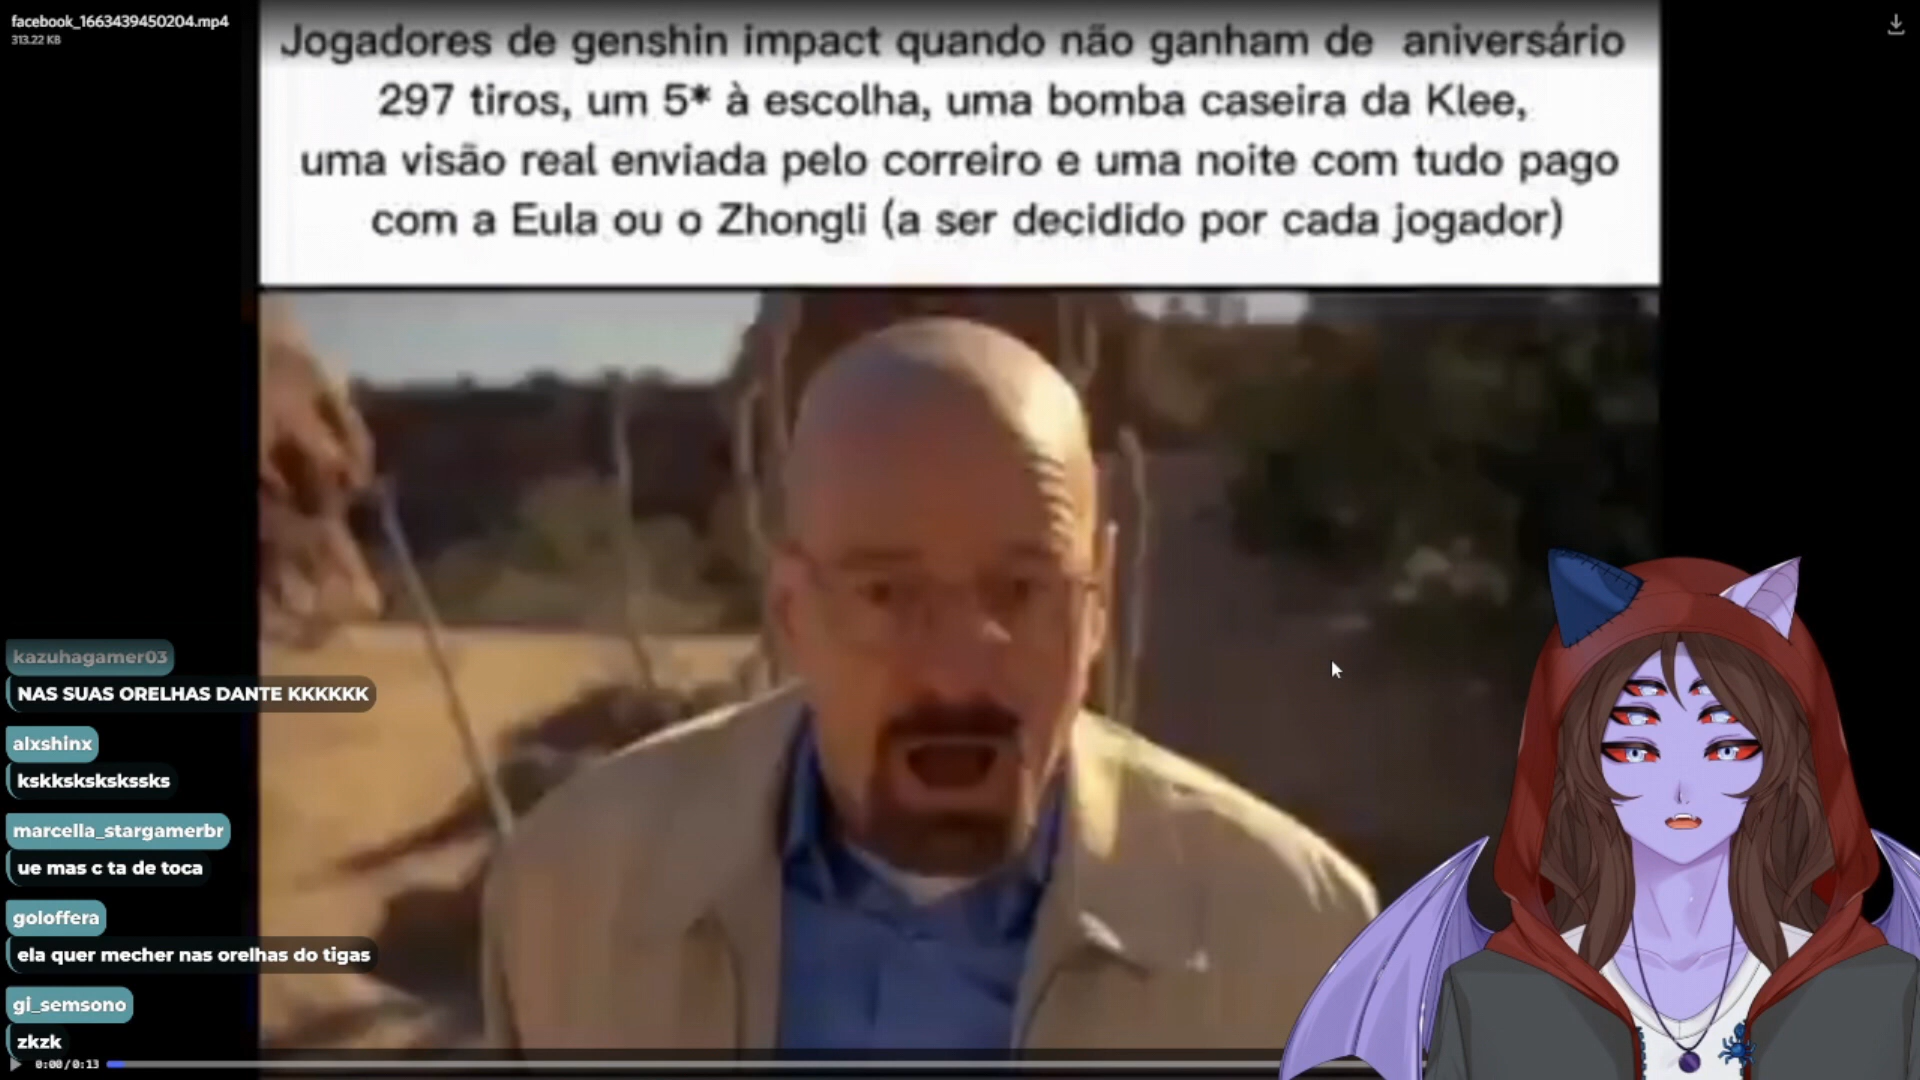 facebook_1663439450204.mp4
313.22 KB
Jogadores de genshin impact quando não ganham de aniversário
297 tiros, um 5* à escolha, uma bomba caseira da Klee,
uma visão real enviada pelo correiro e uma noite com tudo pago
com a Eula ou o Zhongli (a ser decidido por cada jogador)
kazuhagamer03
NAS SUAS ORELHAS DANTE KKKKKK
alxshinx
kskkskskskssks
marcella_stargamerbr
ue mas c ta de toca
goloffera
ela quer mecher nas orelhas do tigas
gi_semsono
zkzk
0:00/0:13